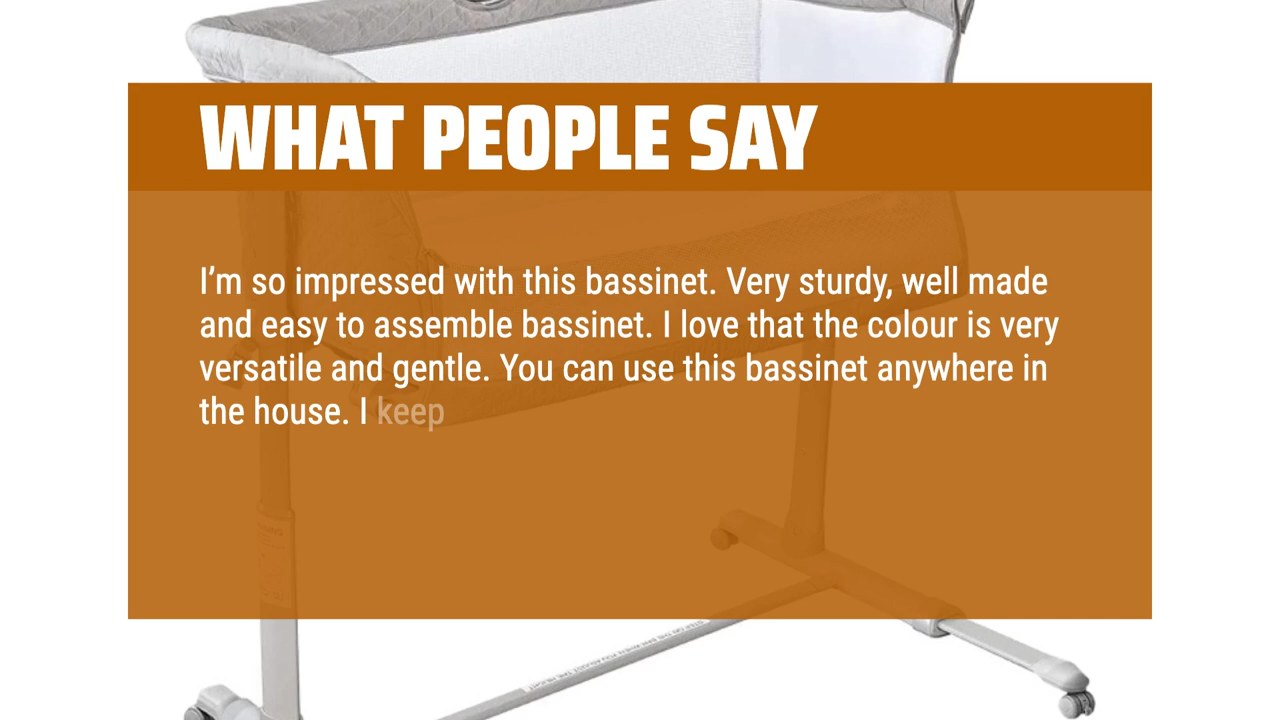 WHAT PEOPLE SAY
I'm so impressed with this bassinet. Very sturdy, well made
and easy to assemble bassinet. I love that the colour is very
versatile and gentle. You can use this bassinet anywhere in
the house. I keep